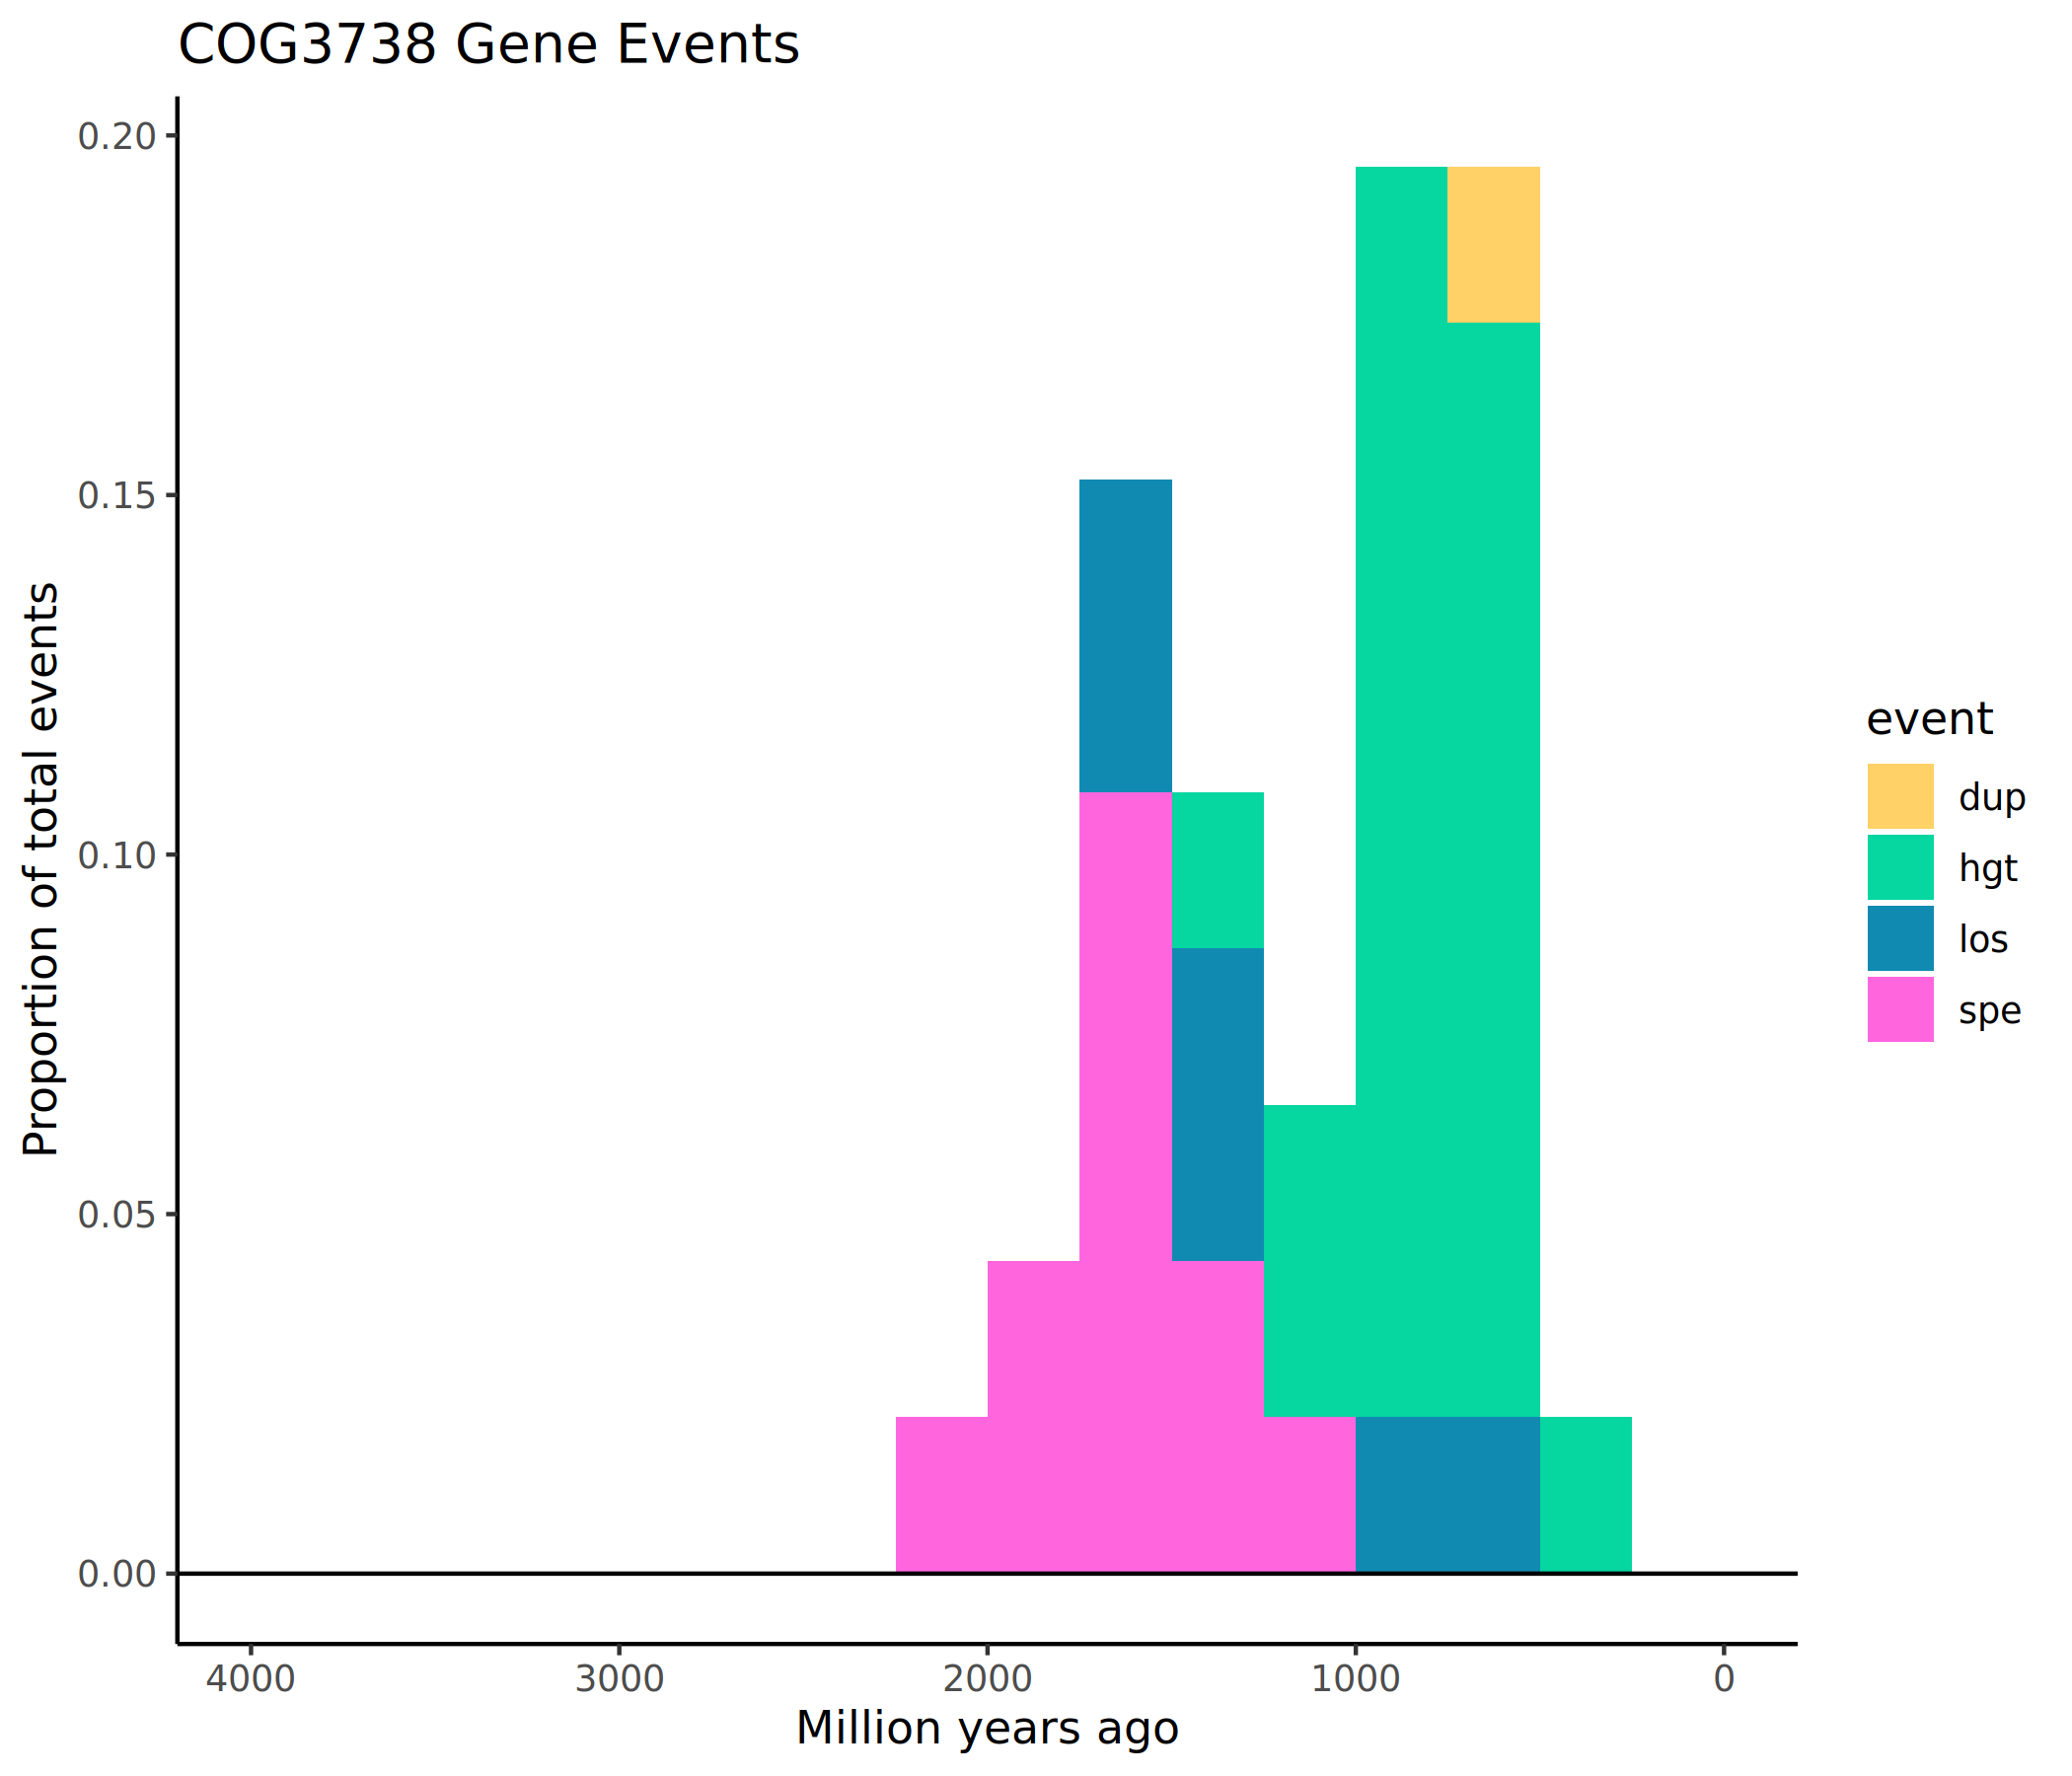 COG3738 Gene Events
0.20
0.15
0.10
0.05
0.00
Proportion of total events
4000 3000 2000 1000 0
Million years ago
event
dup
hgt
los
spe